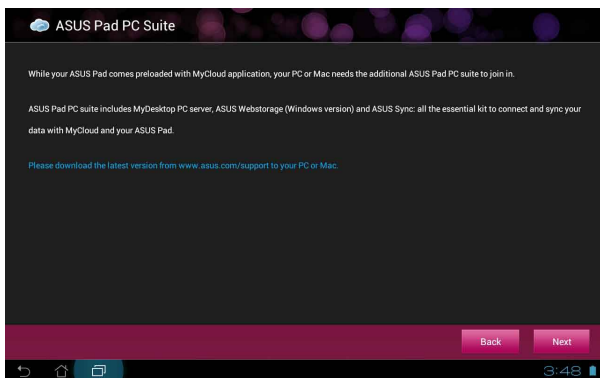 ASUS Pad PC Suite
While your ASUS Pad comes preloaded with MyCloud application, your PC or Mac needs the additional ASUS Pad PC suite to join in.
ASUS Pad PC suite includes MyDesktop PC server, ASUS Webstorage (Windows version) and ASUS Sync: all the essential kit to connect and sync your
data with MyCloud and your ASUS Pad.
Please download the latest version from www.asus.com/support to your PC or Mac.
Back Next
3:48